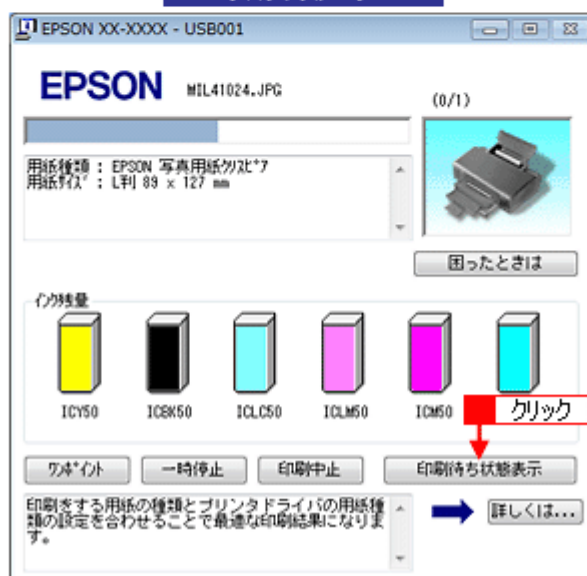 EPSON XX-XXXX - USB001
EPSON MIL41024.JPG
(0/1)
用紙種類 : EPSON 写真用紙クリスピア
用紙サイズ : L判 89 x 127 mm
困ったときは
インク残量
ICY50 ICBK50 ICLC50 ICLM50 ICM50
クリック
ワンポイント 一時停止 印刷中止 印刷待ち状態表示
印刷をする用紙の種類とプリンタドライバの用紙種
類の設定を合わせることで最適な印刷結果になりま
す。
詳しくは...